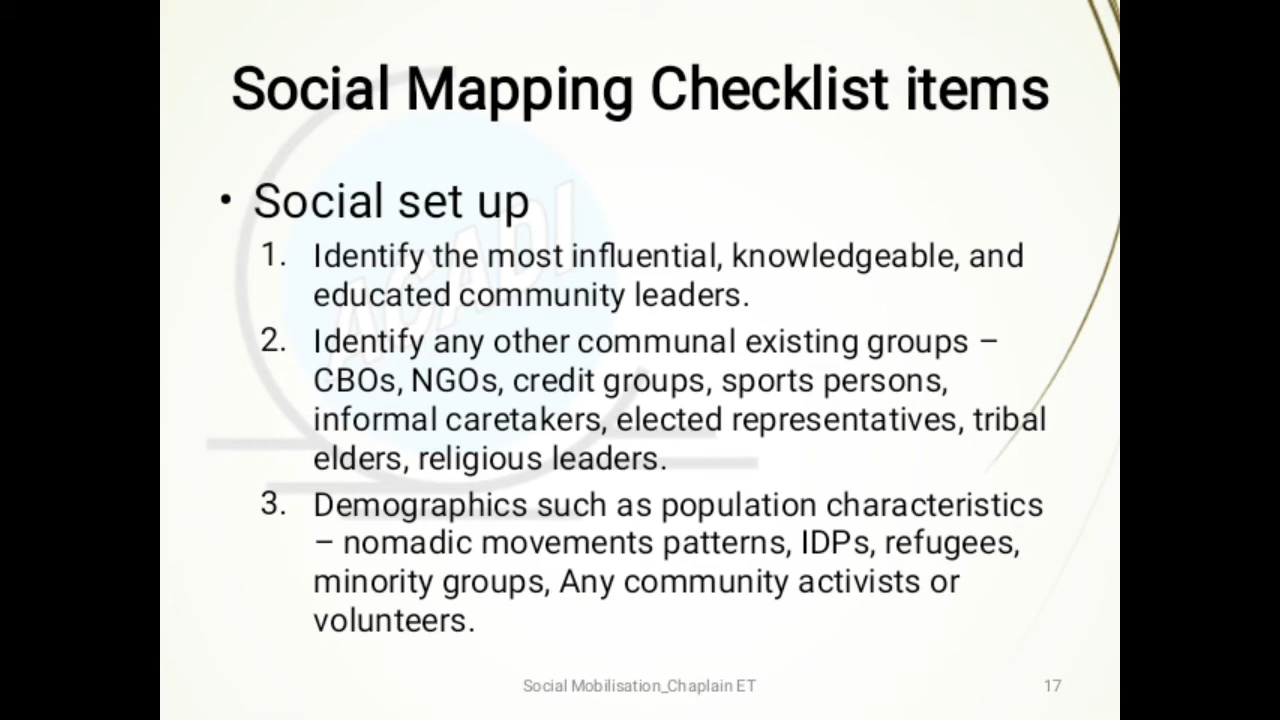 Social Mapping Checklist items
• Social set up
1. Identify the most influential, knowledgeable, and
educated community leaders.
2. Identify any other communal existing groups –
CBOs, NGOs, credit groups, sports persons,
informal caretakers, elected representatives, tribal
elders, religious leaders.
3. Demographics such as population characteristics
– nomadic movements patterns, IDPs, refugees,
minority groups, Any community activists or
volunteers.
ACADI
Social Mobilisation_Chaplain ET
17